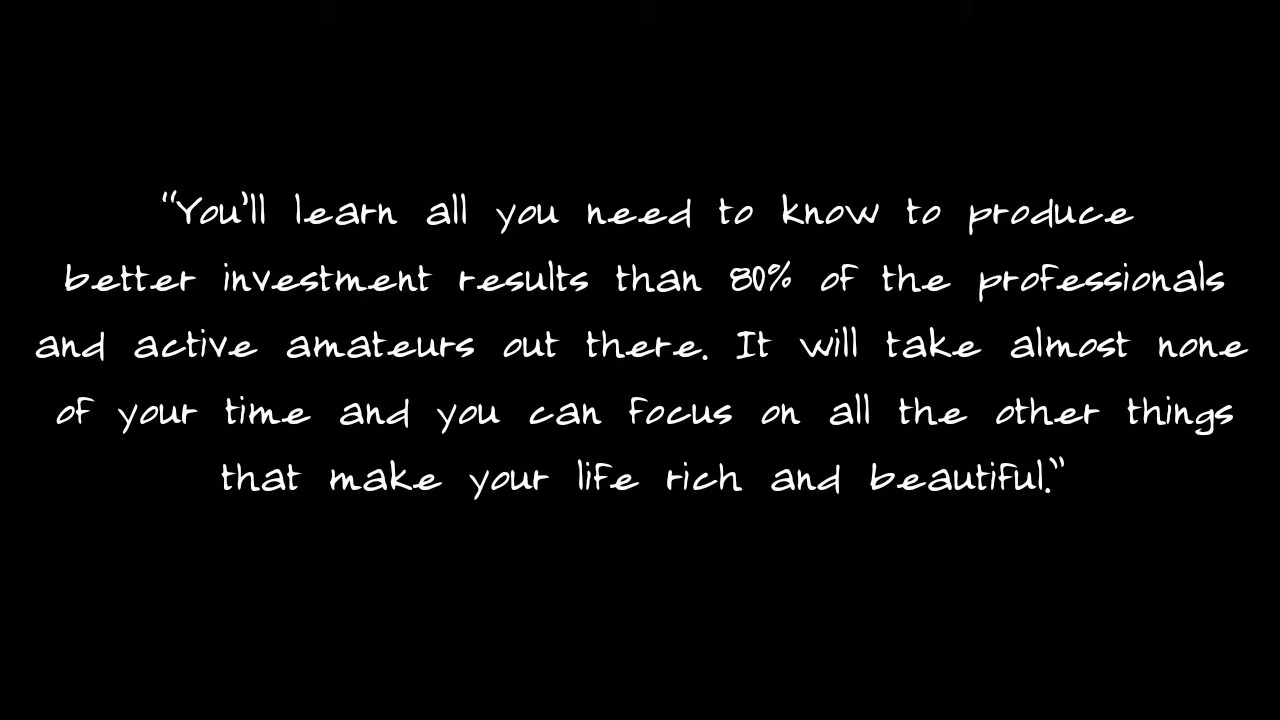 "You'll learn all you need to know to produce
better investment results than 80% of the professionals
and active amateurs out there. It will take almost none
of your time and you can focus on all the other things
that make your life rich and beautiful."